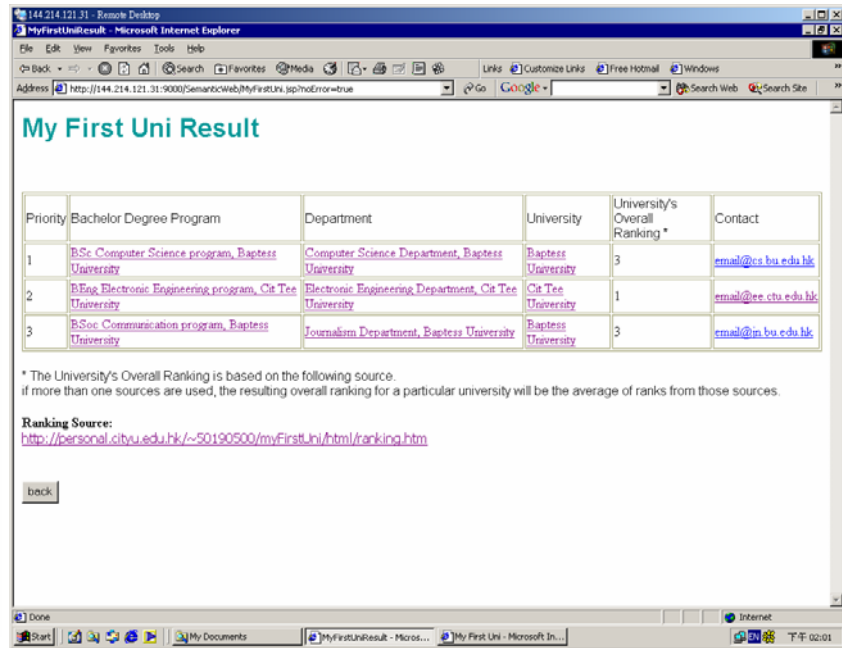 144.214.121.31 - Remote Desktop
MyFirstUniResult - Microsoft Internet Explorer
File Edit View Favorites Tools Help
Back Search Favorites Media Links Customize Links Free Hotmail Windows
Address http://144.214.121.31:9000/SemanticWeb/MyFirstUni.jsp?noError=true Go Google Search Web Search Site
My First Uni Result
Priority Bachelor Degree Program Department University University's Overall Ranking * Contact
1 BSc Computer Science program, Baptess University Computer Science Department, Baptess University Baptess University 3 email@cs.bu.edu.hk
2 BEng Electronic Engineering program, Cit Tee University Electronic Engineering Department, Cit Tee University Cit Tee University 1 email@ee.ctu.edu.hk
3 BSoc Communication program, Baptess University Journalism Department, Baptess University Baptess University 3 email@jn.bu.edu.hk
* The University's Overall Ranking is based on the following source.
if more than one sources are used, the resulting overall ranking for a particular university will be the average of ranks from those sources.
Ranking Source:
http://personal.cityu.edu.hk/~50190500/myFirstUni/html/ranking.htm
back
Done Internet
Start My Documents MyFirstUniResult - Micros... My First Uni - Microsoft In... EN 下午 02:01